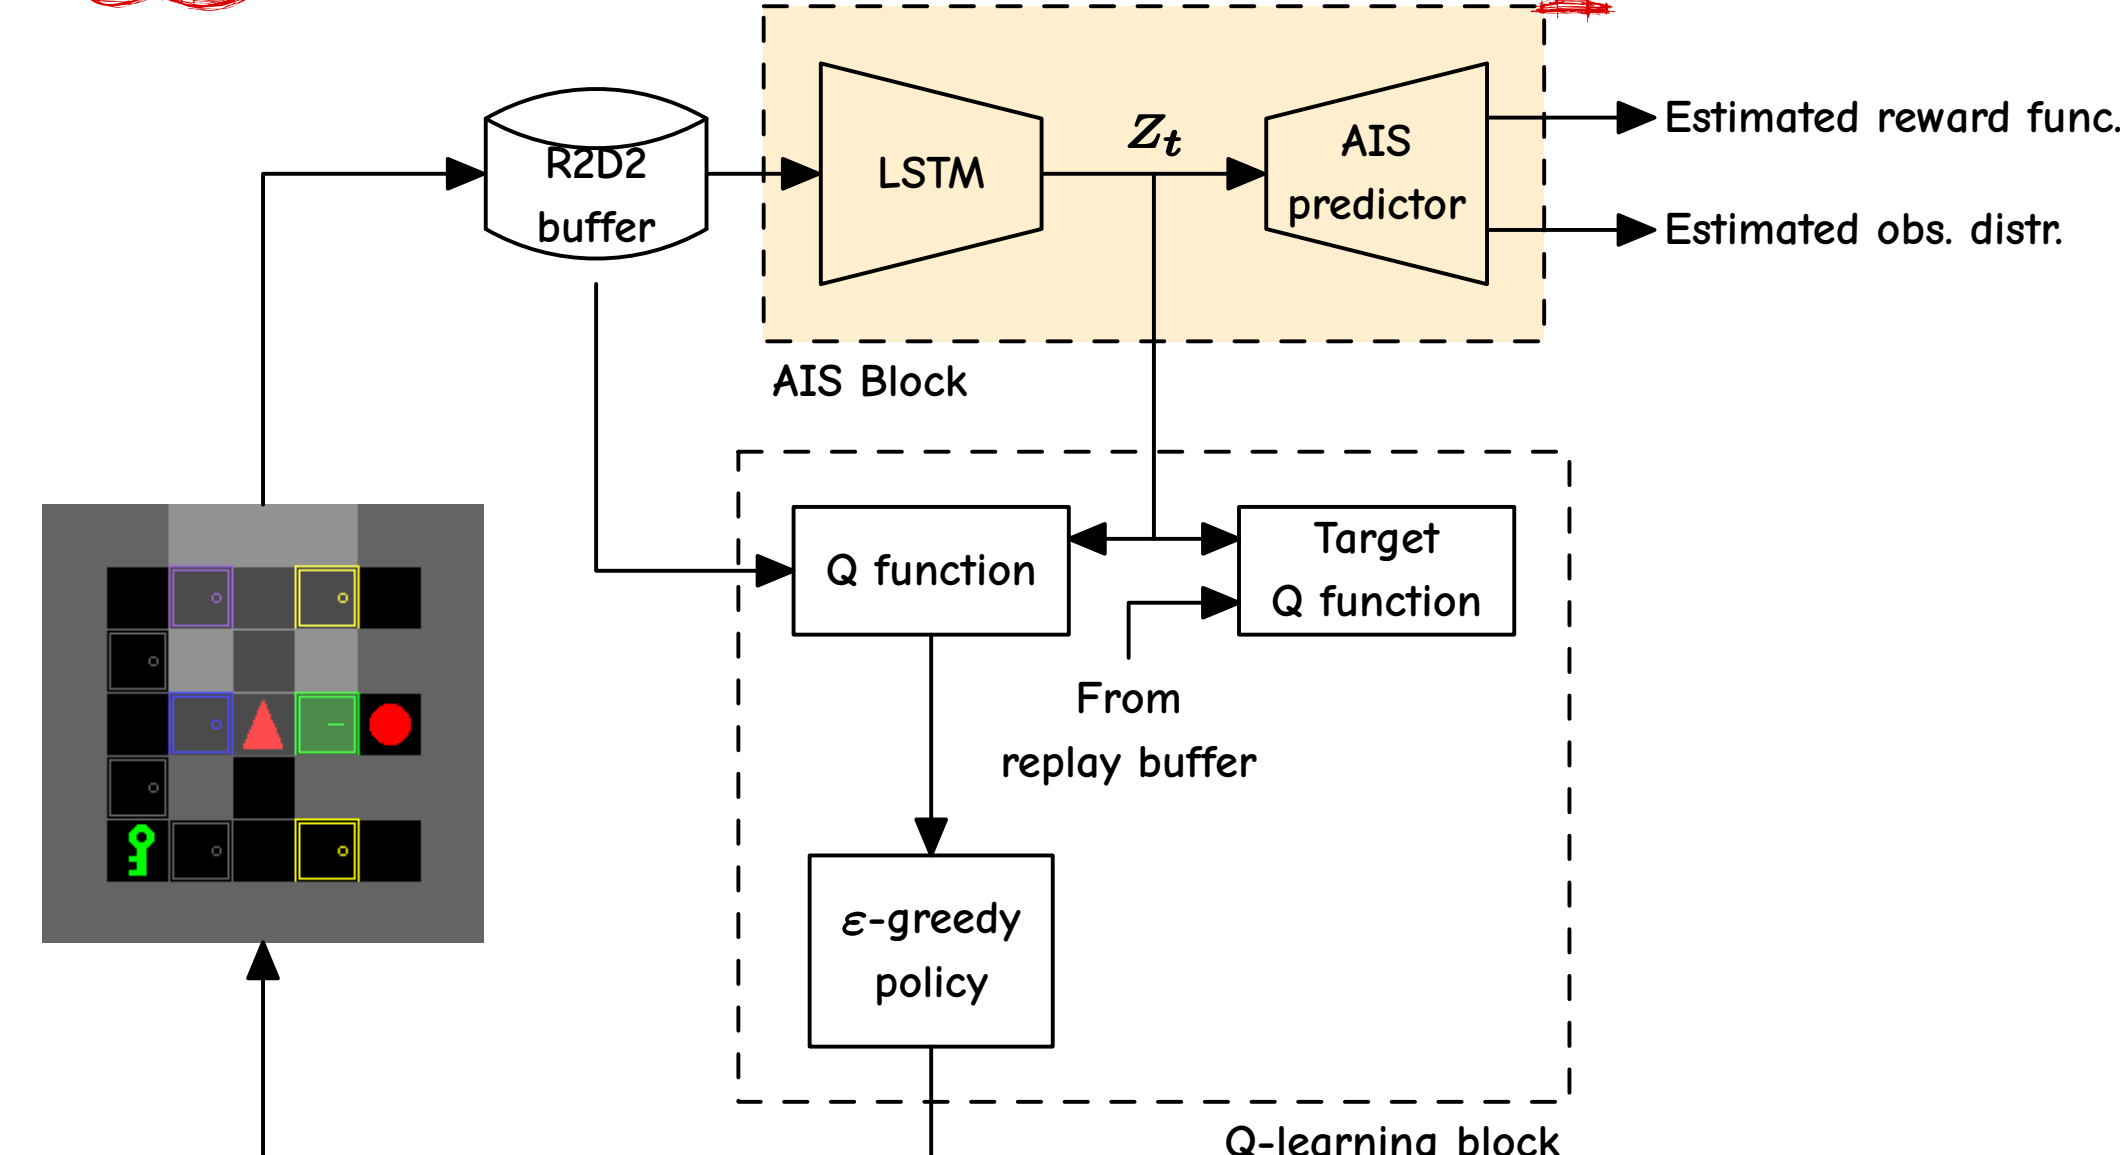 R2D2
buffer
LSTM
Zt
AIS
predictor
Estimated reward func.
Estimated obs. distr.
AIS Block
Q function
Target
Q function
From
replay buffer
ε-greedy
policy
Q-learning block